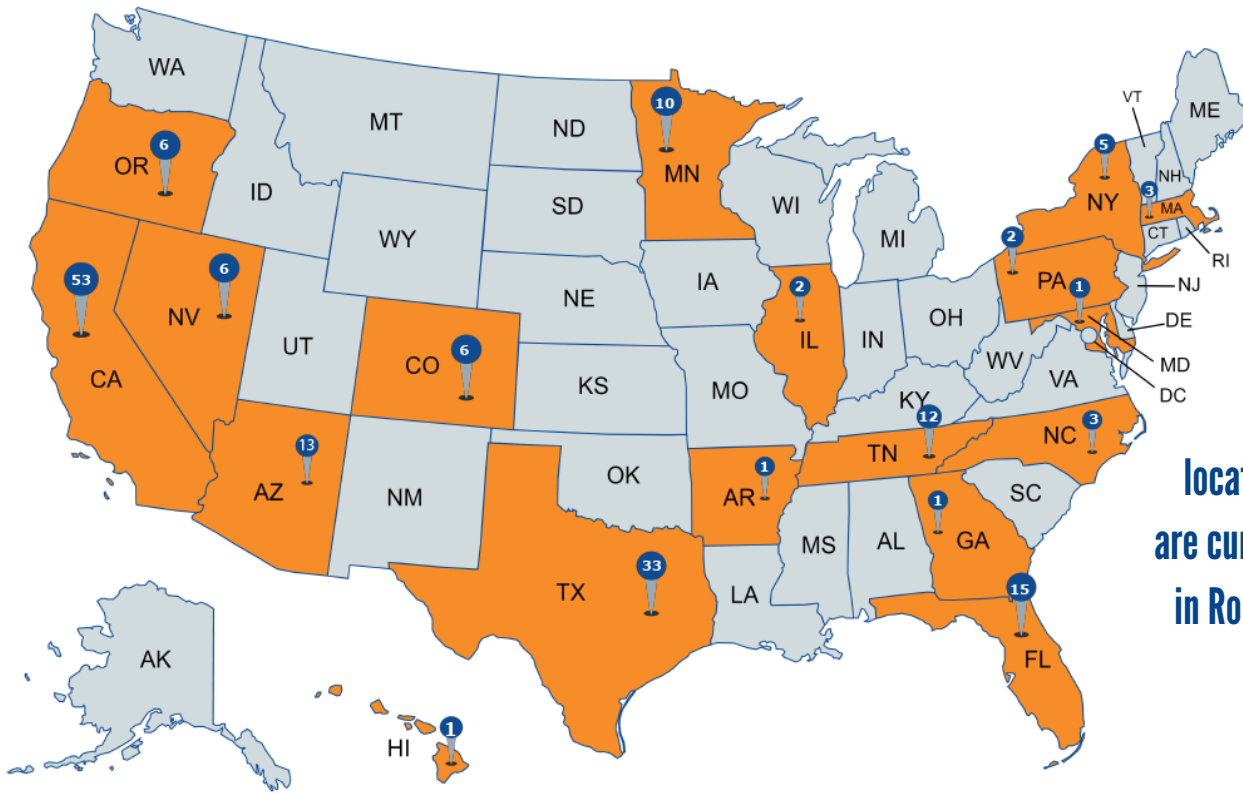 WA
MT
ND
10
MN
VT
ME
6
OR
ID
5
NH
SD
WI
MI
NY
3
MA
WY
CT
2
RI
53
6
IA
PA
1
NJ
NV
NE
2
OH
DE
UT
CO
6
IL
IN
MD
CA
KS
MO
WV
VA
DC
KY
12
3
13
TN
NC
AZ
NM
OK
1
AR
SC
1
MS
AL
GA
33
TX
LA
15
AK
FL
1
HI
are
in